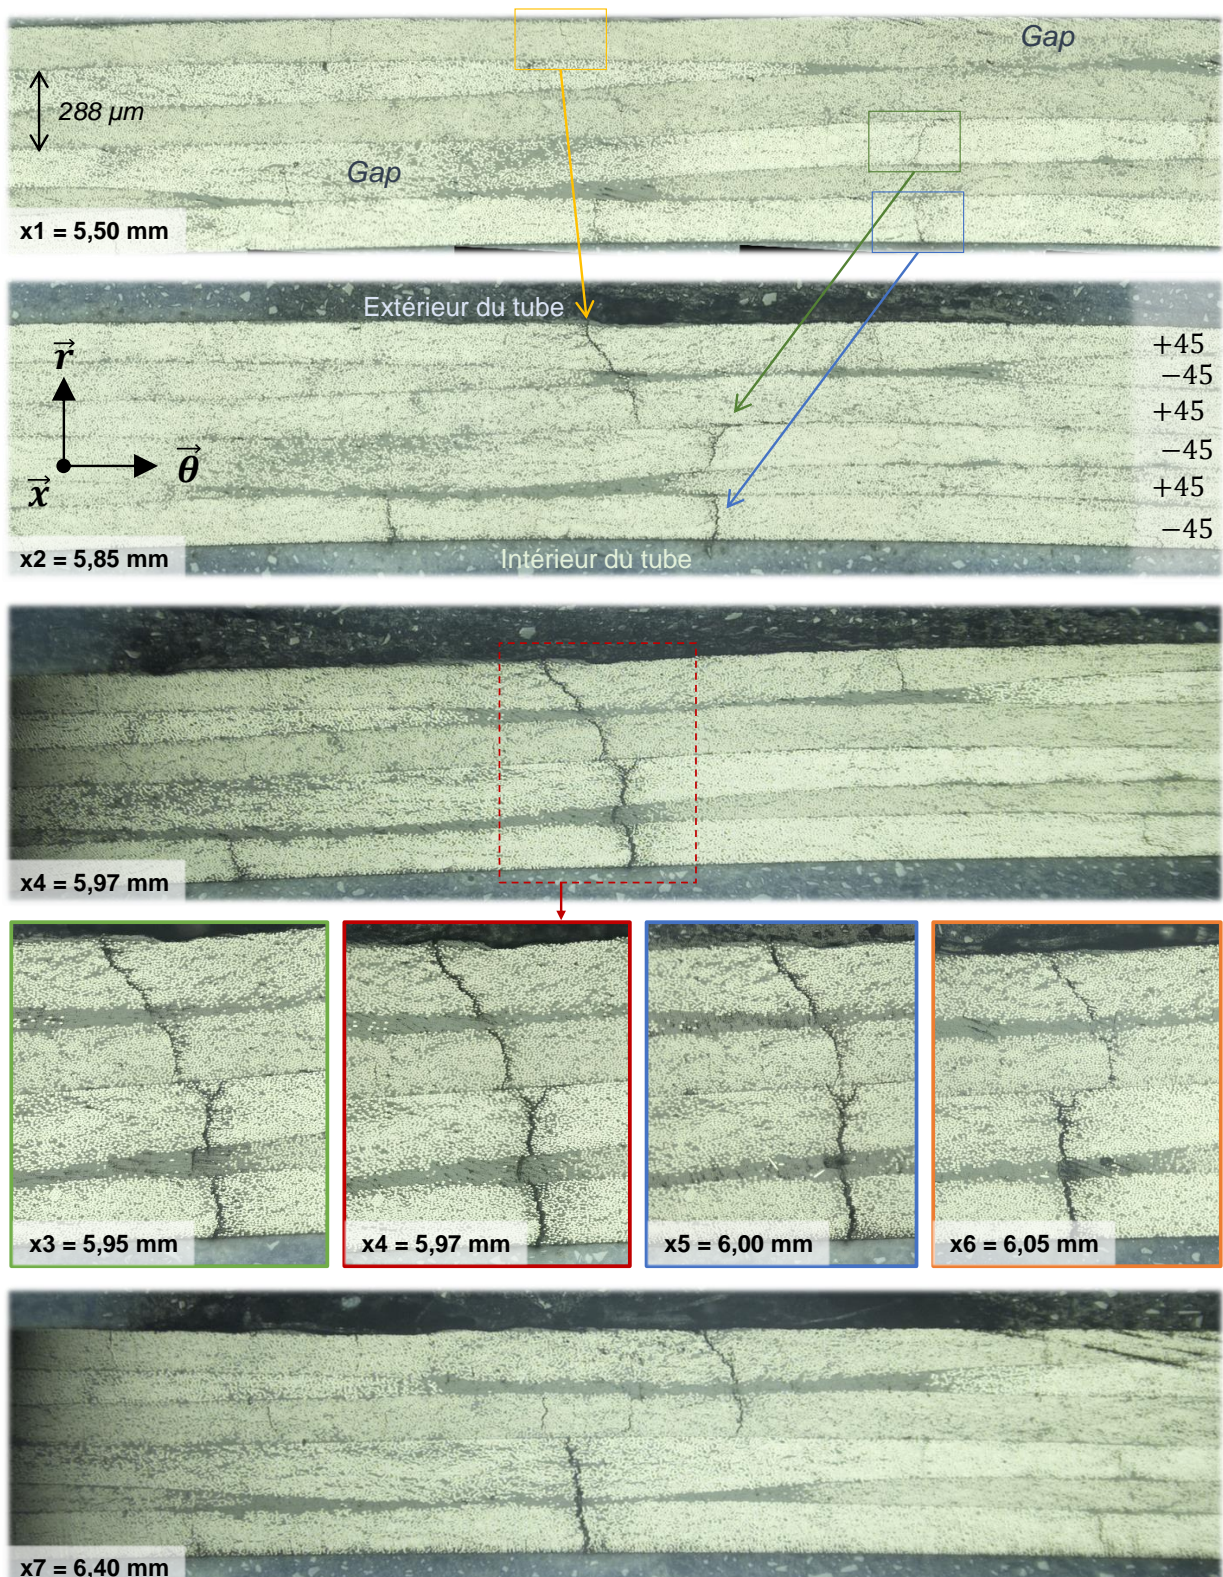 Gap
288 µm
Gap
x1 = 5,50 mm
Extérieur du tube
r
θ
x
+45
−45
+45
−45
+45
−45
x2 = 5,85 mm
Intérieur du tube
x4 = 5,97 mm
x3 = 5,95 mm
x4 = 5,97 mm
x5 = 6,00 mm
x6 = 6,05 mm
x7 = 6,40 mm